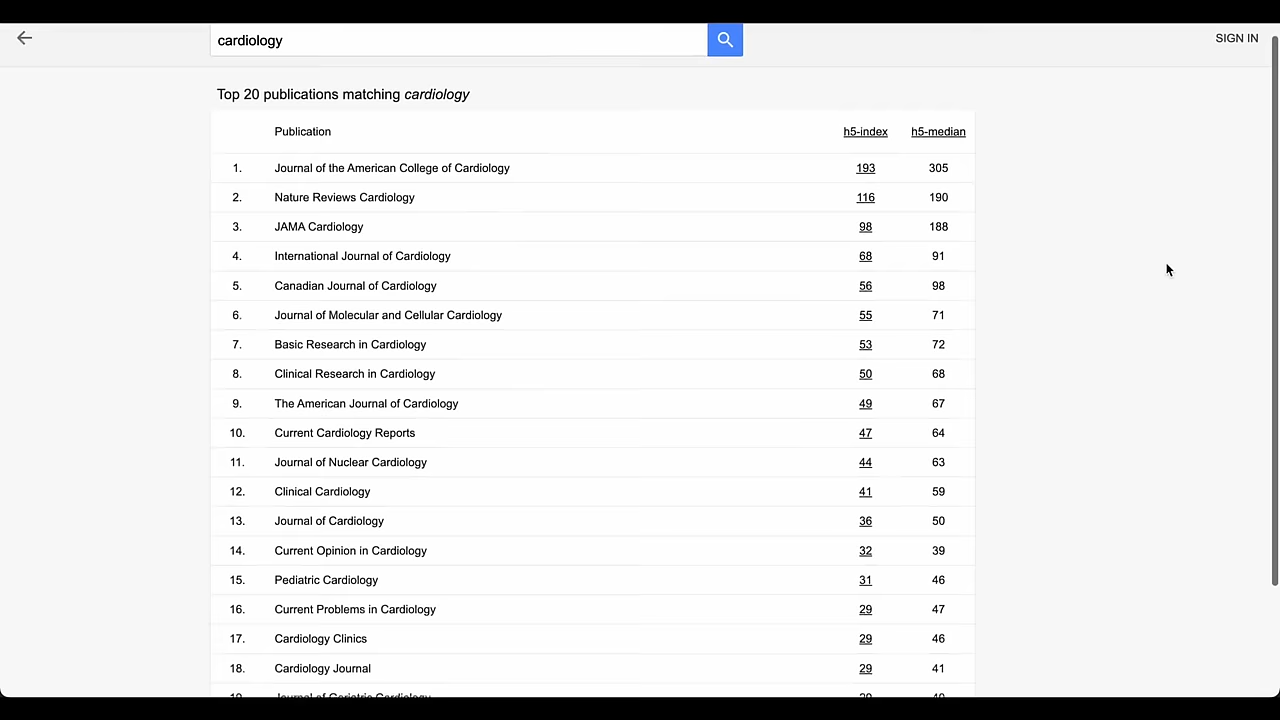 cardiology
SIGN IN
Top 20 publications matching cardiology
Publication h5-index h5-median
1. Journal of the American College of Cardiology 193 305
2. Nature Reviews Cardiology 116 190
3. JAMA Cardiology 98 188
4. International Journal of Cardiology 68 91
5. Canadian Journal of Cardiology 56 98
6. Journal of Molecular and Cellular Cardiology 55 71
7. Basic Research in Cardiology 53 72
8. Clinical Research in Cardiology 50 68
9. The American Journal of Cardiology 49 67
10. Current Cardiology Reports 47 64
11. Journal of Nuclear Cardiology 44 63
12. Clinical Cardiology 41 59
13. Journal of Cardiology 36 50
14. Current Opinion in Cardiology 32 39
15. Pediatric Cardiology 31 46
16. Current Problems in Cardiology 29 47
17. Cardiology Clinics 29 46
18. Cardiology Journal 29 41
19. Journal of Geriatric Cardiology